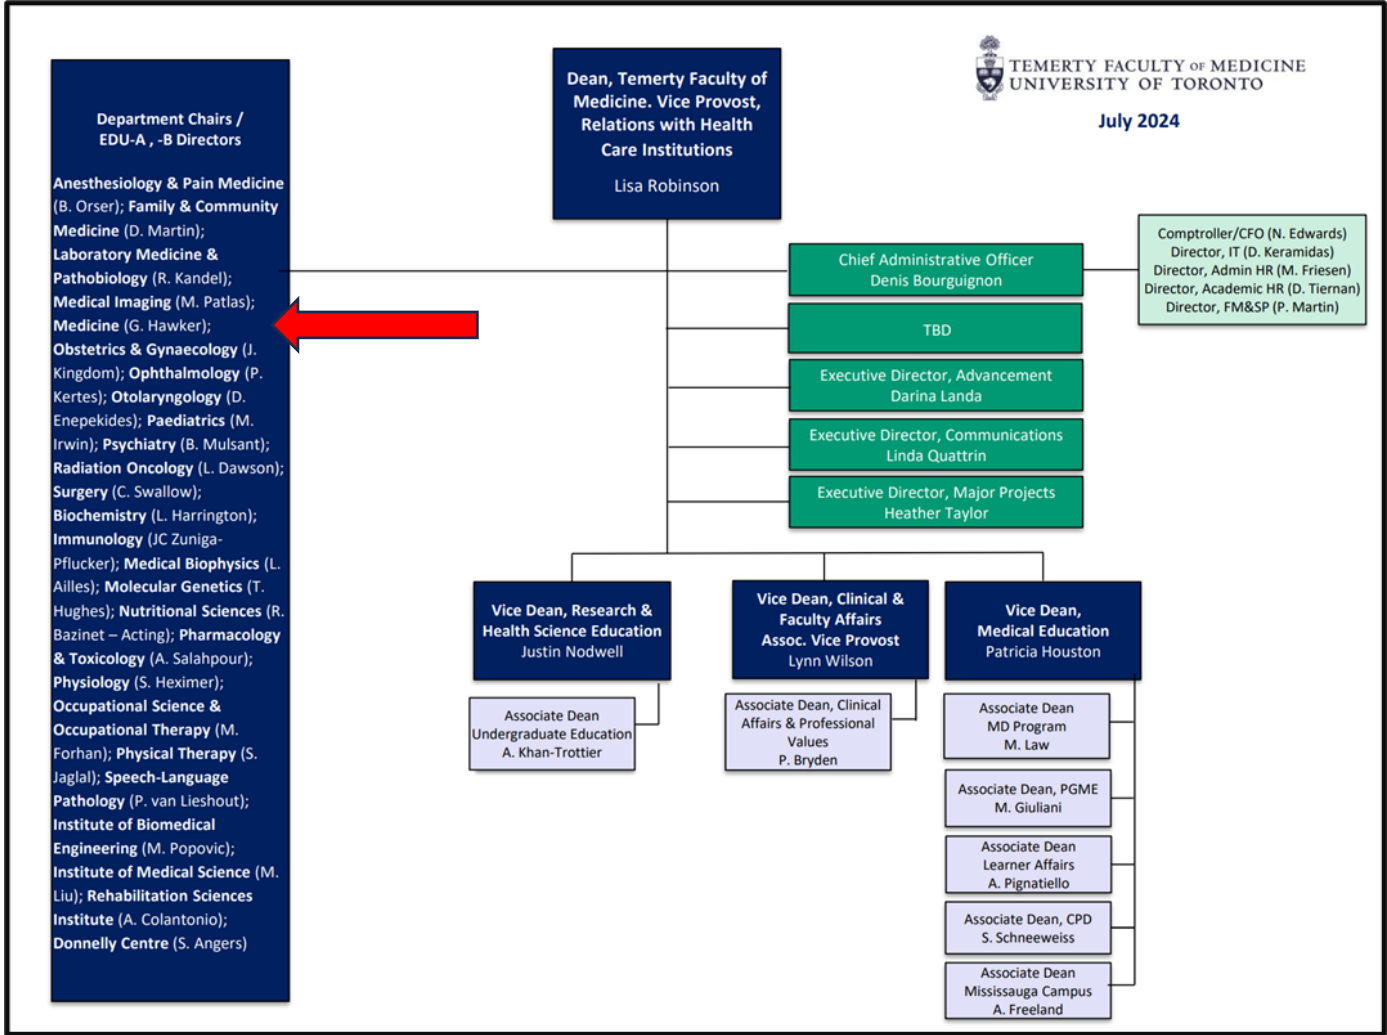 Department Chairs /
EDU-A , -B Directors
Anesthesiology & Pain Medicine
(B. Orser); Family & Community
Medicine (D. Martin);
Laboratory Medicine &
Pathobiology (R. Kandel);
Medical Imaging (M. Patlas);
Medicine (G. Hawker);
Obstetrics & Gynaecology (J.
Kingdom); Ophthalmology (P.
Kertes); Otolaryngology (D.
Enepekides); Paediatrics (M.
Irwin); Psychiatry (B. Mulsant);
Radiation Oncology (L. Dawson);
Surgery (C. Swallow);
Biochemistry (L. Harrington);
Immunology (JC Zuniga-
Pflucker); Medical Biophysics (L.
Ailles); Molecular Genetics (T.
Hughes); Nutritional Sciences (R.
Bazinet – Acting); Pharmacology
& Toxicology (A. Salahpour);
Physiology (S. Heximer);
Occupational Science &
Occupational Therapy (M.
Forhan); Physical Therapy (S.
Jaglal); Speech-Language
Pathology (P. van Lieshout);
Institute of Biomedical
Engineering (M. Popovic);
Institute of Medical Science (M.
Liu); Rehabilitation Sciences
Institute (A. Colantonio);
Donnelly Centre (S. Angers)
Dean, Temerty Faculty of
Medicine. Vice Provost,
Relations with Health
Care Institutions
Lisa Robinson
TEMERTY FACULTY OF MEDICINE
UNIVERSITY OF TORONTO
July 2024
Chief Administrative Officer
Denis Bourguignon
Comptroller/CFO (N. Edwards)
Director, IT (D. Keramidas)
Director, Admin HR (M. Friesen)
Director, Academic HR (D. Tiernan)
Director, FM&SP (P. Martin)
TBD
Executive Director, Advancement
Darina Landa
Executive Director, Communications
Linda Quattrin
Executive Director, Major Projects
Heather Taylor
Vice Dean, Research &
Health Science Education
Justin Nodwell
Associate Dean
Undergraduate Education
A. Khan-Trottier
Vice Dean, Clinical &
Faculty Affairs
Assoc. Vice Provost
Lynn Wilson
Associate Dean, Clinical
Affairs & Professional
Values
P. Bryden
Vice Dean,
Medical Education
Patricia Houston
Associate Dean
MD Program
M. Law
Associate Dean, PGME
M. Giuliani
Associate Dean
Learner Affairs
A. Pignatiello
Associate Dean, CPD
S. Schneeweiss
Associate Dean
Mississauga Campus
A. Freeland